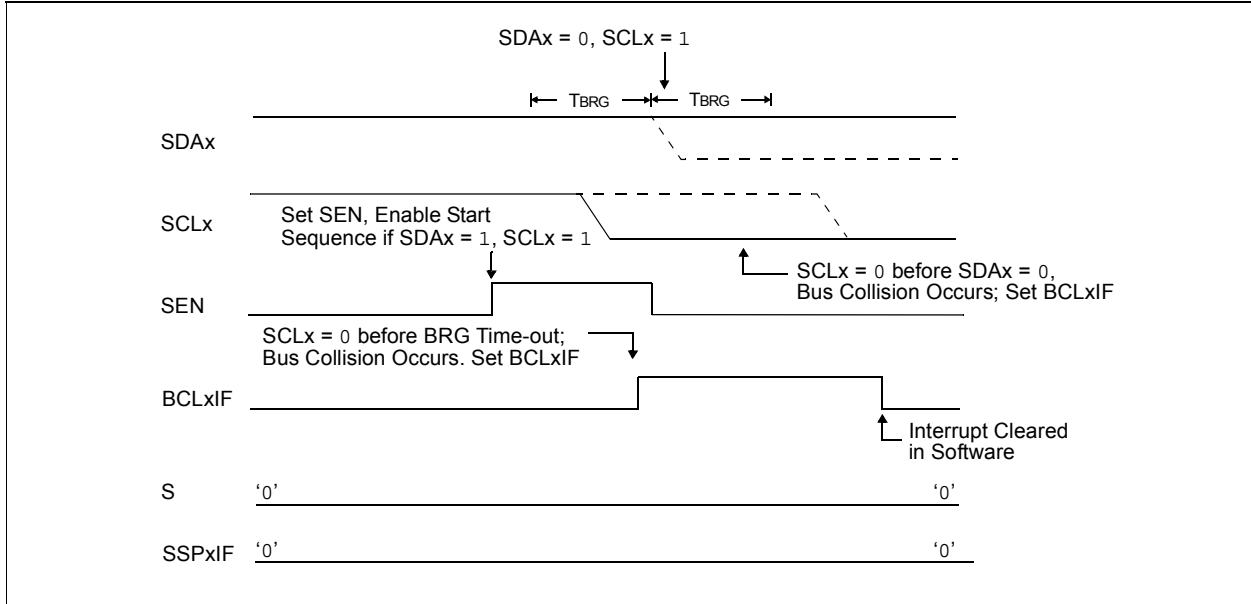 SDAx = 0, SCLx = 1
TBRG TBRG
SDAx
SCLx
Set SEN, Enable Start
Sequence if SDAx = 1, SCLx = 1
SCLx = 0 before SDAx = 0,
Bus Collision Occurs; Set BCLxIF
SEN
SCLx = 0 before BRG Time-out;
Bus Collision Occurs. Set BCLxIF
BCLxIF
Interrupt Cleared
in Software
S ‘0’ ‘0’
SSPxIF ‘0’ ‘0’